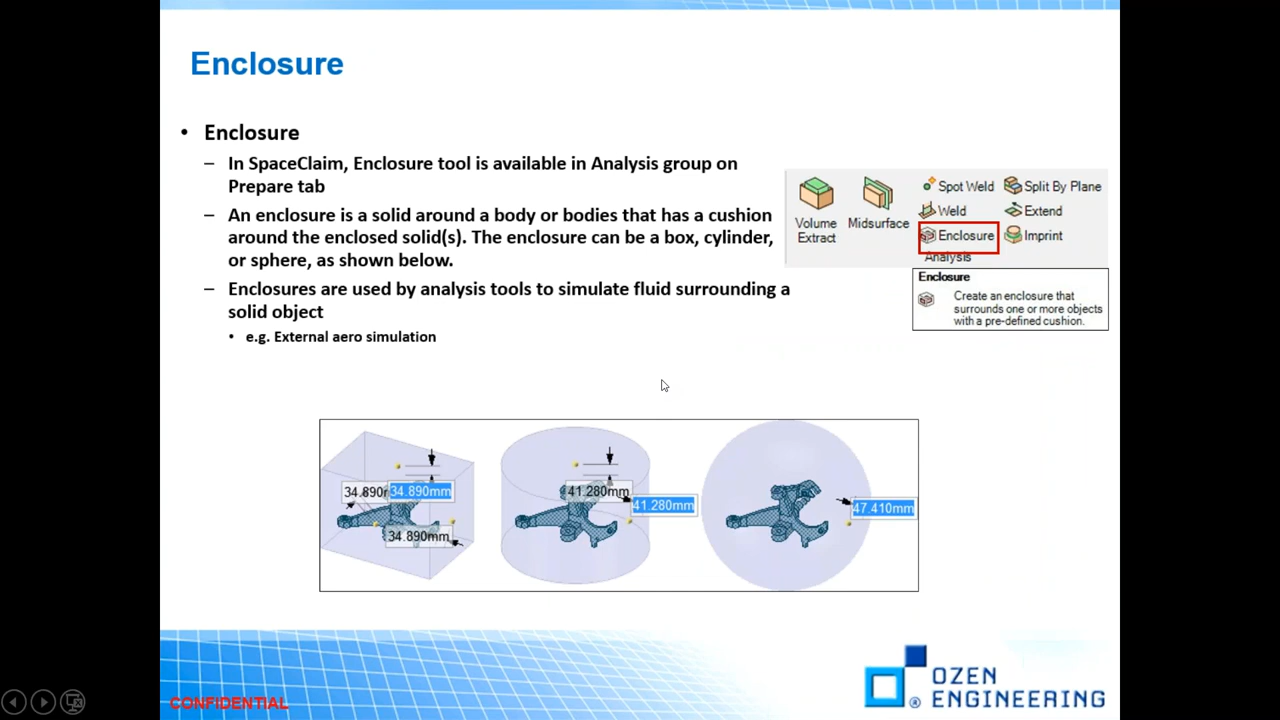 Enclosure
• Enclosure
– In SpaceClaim, Enclosure tool is available in Analysis group on
Prepare tab
– An enclosure is a solid around a body or bodies that has a cushion
around the enclosed solid(s). The enclosure can be a box, cylinder,
or sphere, as shown below.
– Enclosures are used by analysis tools to simulate fluid surrounding a
solid object
• e.g. External aero simulation
Volume
Extract
Midsurface
Spot Weld
Weld
Enclosure
Split By Plane
Extend
Imprint
Analysis
Enclosure
Create an enclosure that
surrounds one or more objects
with a pre-defined cushion.
34.890r
34.890mm
34.890mm
41.280mm
41.280mm
47.410mm
CONFIDENTIAL
OZEN
® ENGINEERING